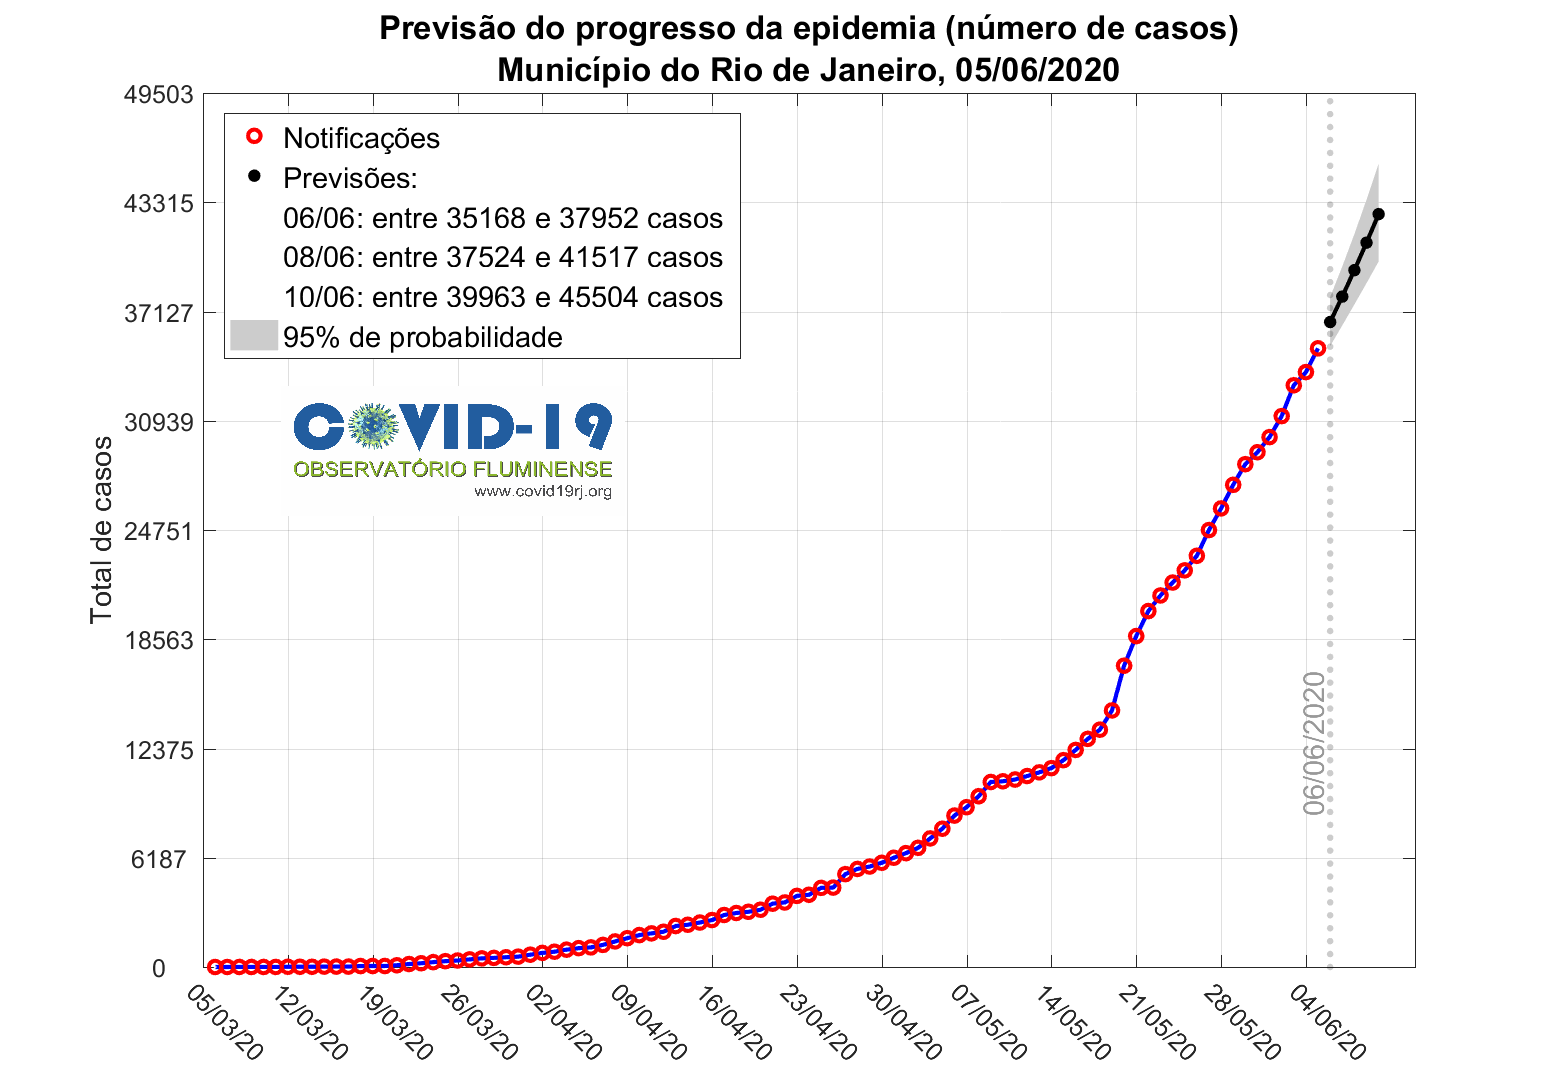 Previsão do progresso da epidemia (número de casos)
Município do Rio de Janeiro, 05/06/2020
49503
43315
37127
30939
24751
18563
12375
6187
0
Total de casos
Notificações
Previsões:
06/06: entre 35168 e 37952 casos
08/06: entre 37524 e 41517 casos
10/06: entre 39963 e 45504 casos
95% de probabilidade
COVID-19
OBSERVATÓRIO FLUMINENSE
www.covid19rj.org
06/06/2020
05/03/20
12/03/20
19/03/20
26/03/20
02/04/20
09/04/20
16/04/20
23/04/20
30/04/20
07/05/20
14/05/20
21/05/20
28/05/20
04/06/20